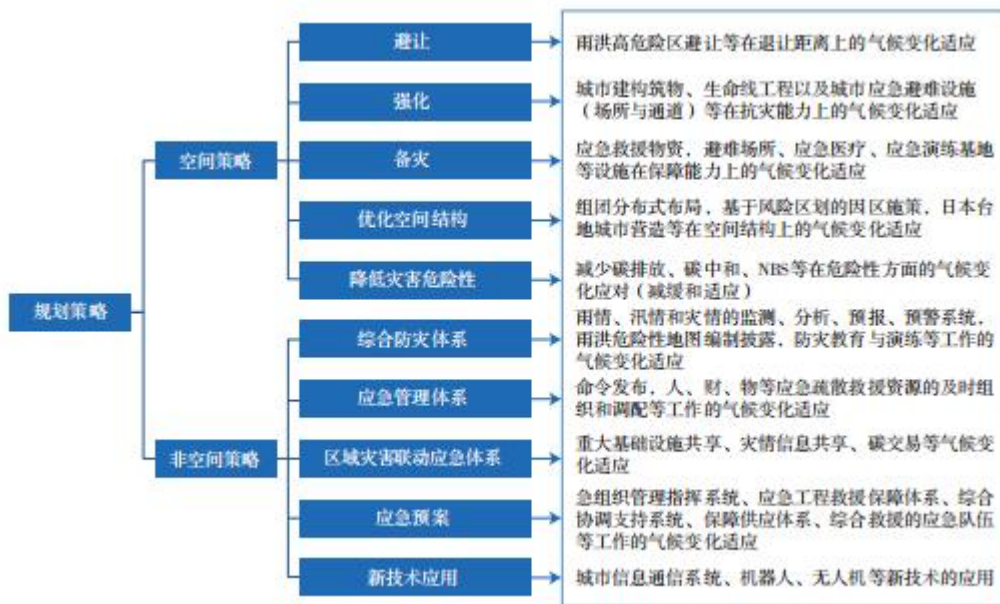 规划策略
空间策略
避让
雨洪高危险区避让等在退让距离上的气候变化适应
强化
城市建构筑物、生命线工程以及城市应急避难设施
（场所与通道）等在抗灾能力上的气候变化适应
备灾
应急救援物资，避难场所、应急医疗、应急演练基地
等设施在保障能力上的气候变化适应
优化空间结构
组团分布式布局，基于风险区划的因区施策，日本台
地城市营造等在空间结构上的气候变化适应
降低灾害危险性
减少碳排放、碳中和、NBS等在危险性方面的气候变
化应对（减缓和适应）
非空间策略
综合防灾体系
雨情、汛情和灾情的监测、分析、预报、预警系统，
雨洪危险性地图编制披露，防灾教育与演练等工作的
气候变化适应
应急管理体系
命令发布，人、财、物等应急疏散救援资源的及时组
织和调配等工作的气候变化适应
区域灾害联动应急体系
重大基础设施共享、灾情信息共享、碳交易等气候变
化适应
应急预案
急组织管理指挥系统、应急工程救援保障体系、综合
协调支持系统、保障供应体系、综合救援的应急队伍
等工作的气候变化适应
新技术应用
城市信息通信系统、机器人、无人机等新技术的应用